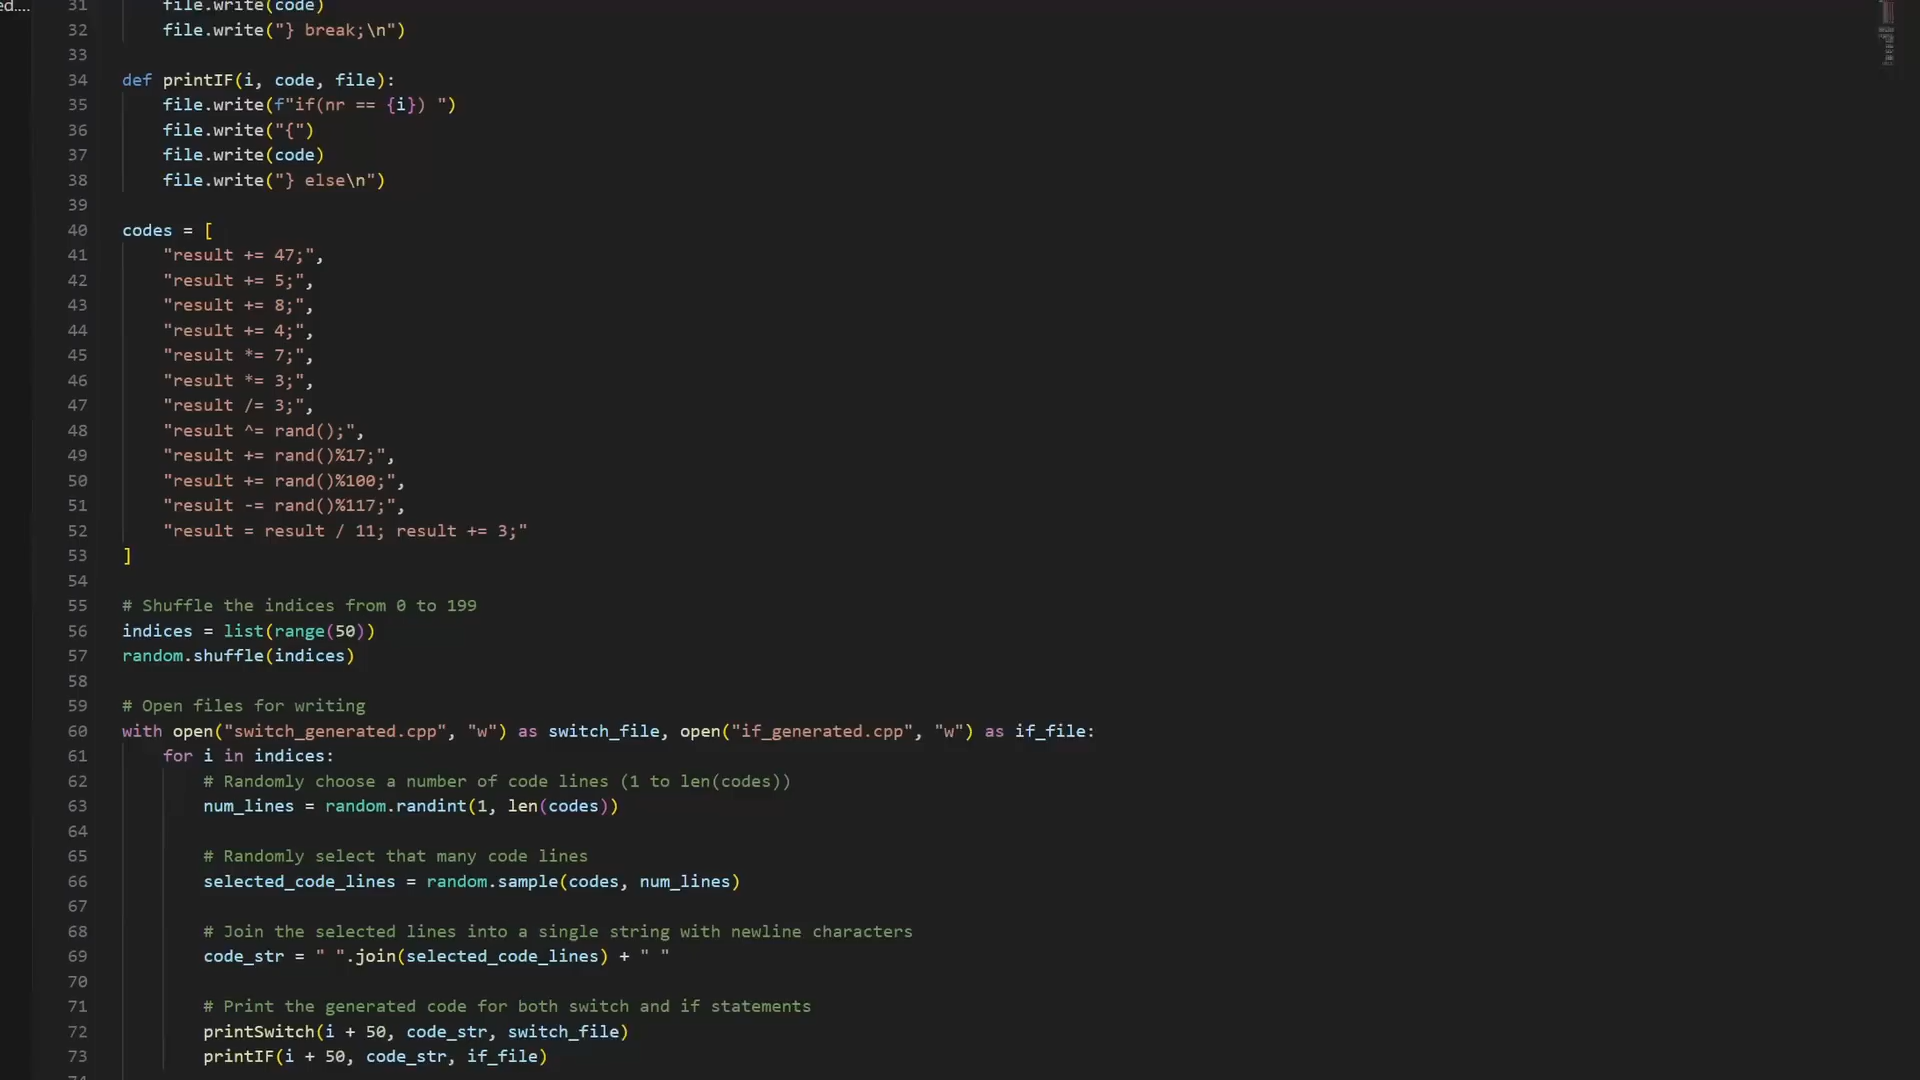 ed....
31 file.write(code)
32 file.write("} break;\n")
33
34 def printIF(i, code, file):
35 file.write(f"if(nr == {i}) ")
36 file.write("{")
37 file.write(code)
38 file.write("} else\n")
39
40 codes = [
41 "result += 47;",
42 "result += 5;",
43 "result += 8;",
44 "result += 4;",
45 "result *= 7;",
46 "result *= 3;",
47 "result /= 3;",
48 "result ^= rand();",
49 "result += rand()%17;",
50 "result += rand()%100;",
51 "result -= rand()%117;",
52 "result = result / 11; result += 3;"
53 ]
54
55 # Shuffle the indices from 0 to 199
56 indices = list(range(50))
57 random.shuffle(indices)
58
59 # Open files for writing
60 with open("switch_generated.cpp", "w") as switch_file, open("if_generated.cpp", "w") as if_file:
61 for i in indices:
62 # Randomly choose a number of code lines (1 to len(codes))
63 num_lines = random.randint(1, len(codes))
64
65 # Randomly select that many code lines
66 selected_code_lines = random.sample(codes, num_lines)
67
68 # Join the selected lines into a single string with newline characters
69 code_str = " ".join(selected_code_lines) + " "
70
71 # Print the generated code for both switch and if statements
72 printSwitch(i + 50, code_str, switch_file)
73 printIF(i + 50, code_str, if_file)